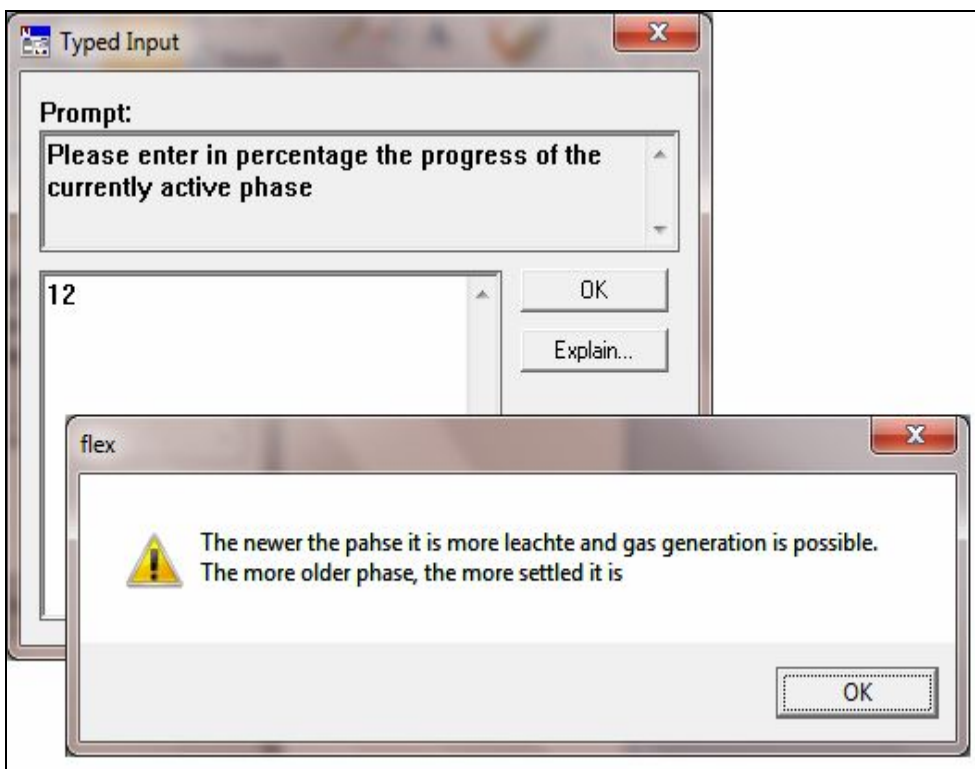 Typed Input
Prompt:
Please enter in percentage the progress of the
currently active phase
12
OK
Explain...
flex
The newer the pahse it is more leachte and gas generation is possible.
The more older phase, the more settled it is
OK